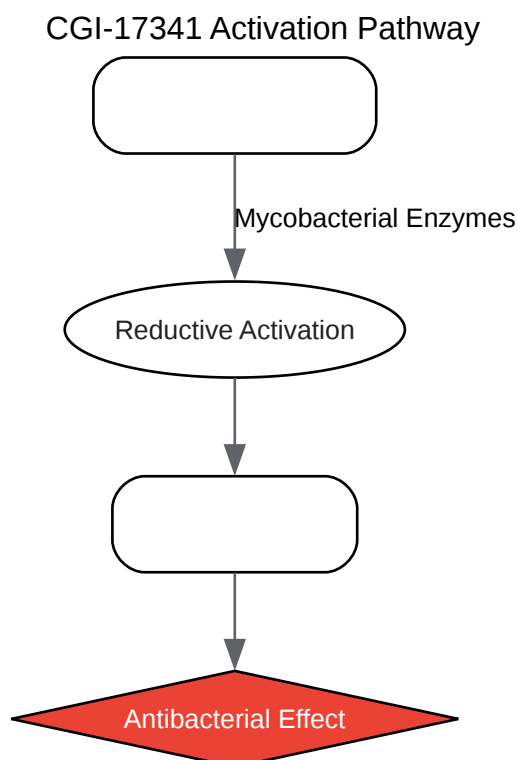 CGI-17341 Activation Pathway
Mycobacterial Enzymes
Reductive Activation
Antibacterial Effect